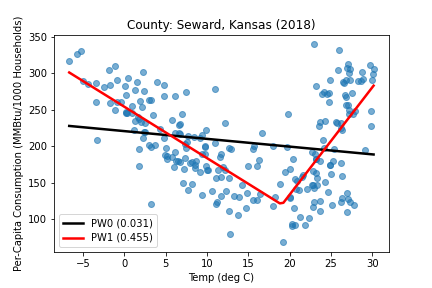 County: Seward, Kansas (2018)
Per-Capita Consumption (MMBtu/1000 Households)
350
300
250
200
150
100
PW0 (0.031)
PW1 (0.455)
−5 0 5 10 15 20 25 30
Temp (deg C)